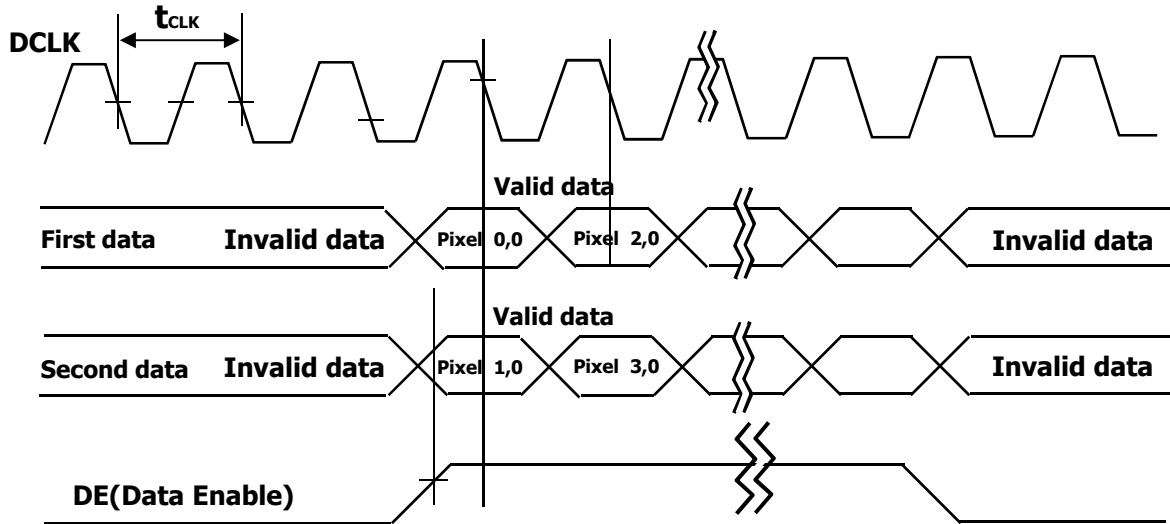 tCLK
DCLK
Valid data
First data Invalid data Pixel 0,0 Pixel 2,0 Invalid data
Valid data
Second data Invalid data Pixel 1,0 Pixel 3,0 Invalid data
DE(Data Enable)